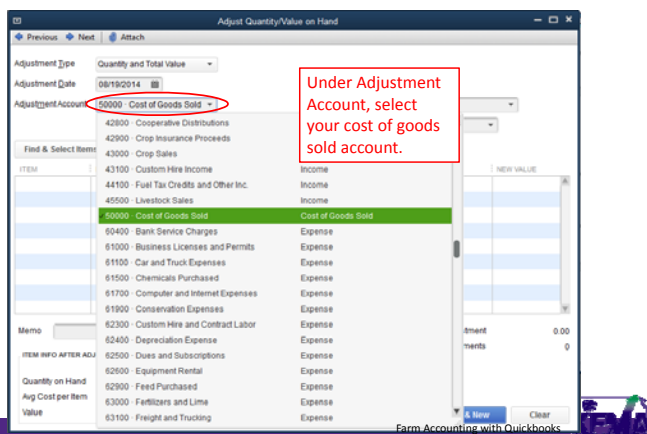 Adjust Quantity/Value on Hand
Previous Next Attach
Adjustment Type Quantity and Total Value
Adjustment Date 08/19/2014
Adjustment Account 50000 · Cost of Goods Sold
Under Adjustment
Account, select
your cost of goods
sold account.
42800 · Cooperative Distributions
42900 · Crop Insurance Proceeds
Find & Select Items
43000 · Crop Sales
43100 · Custom Hire Income Income
ITEM NEW VALUE
44100 · Fuel Tax Credits and Other Inc. Income
45500 · Livestock Sales Income
50000 · Cost of Goods Sold Cost of Goods Sold
60400 · Bank Service Charges Expense
61000 · Business Licenses and Permits Expense
61100 · Car and Truck Expenses Expense
61500 · Chemicals Purchased Expense
61700 · Computer and Internet Expenses Expense
61900 · Conservation Expenses Expense
Memo 62300 · Custom Hire and Contract Labor Expense stment 0.00
62400 · Depreciation Expense Expense ments 0
ITEM INFO AFTER ADJ 62500 · Dues and Subscriptions Expense
62600 · Equipment Rental Expense
Quantity on Hand 62900 · Feed Purchased Expense
Avg Cost per Item 63000 · Fertilizers and Lime Expense
Value 63100 · Freight and Trucking Expense & New Clear
Farm Accounting with Quickbooks